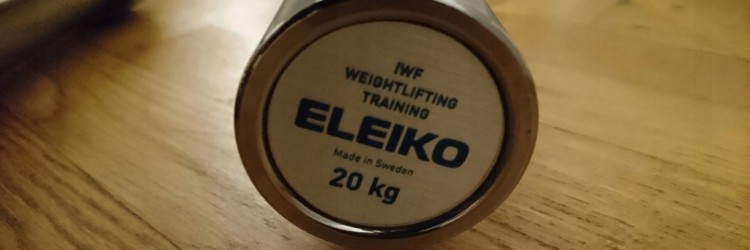 IWF
WEIGHTLIFTING
TRAINING
ELEIKO
Made in Sweden
20 kg